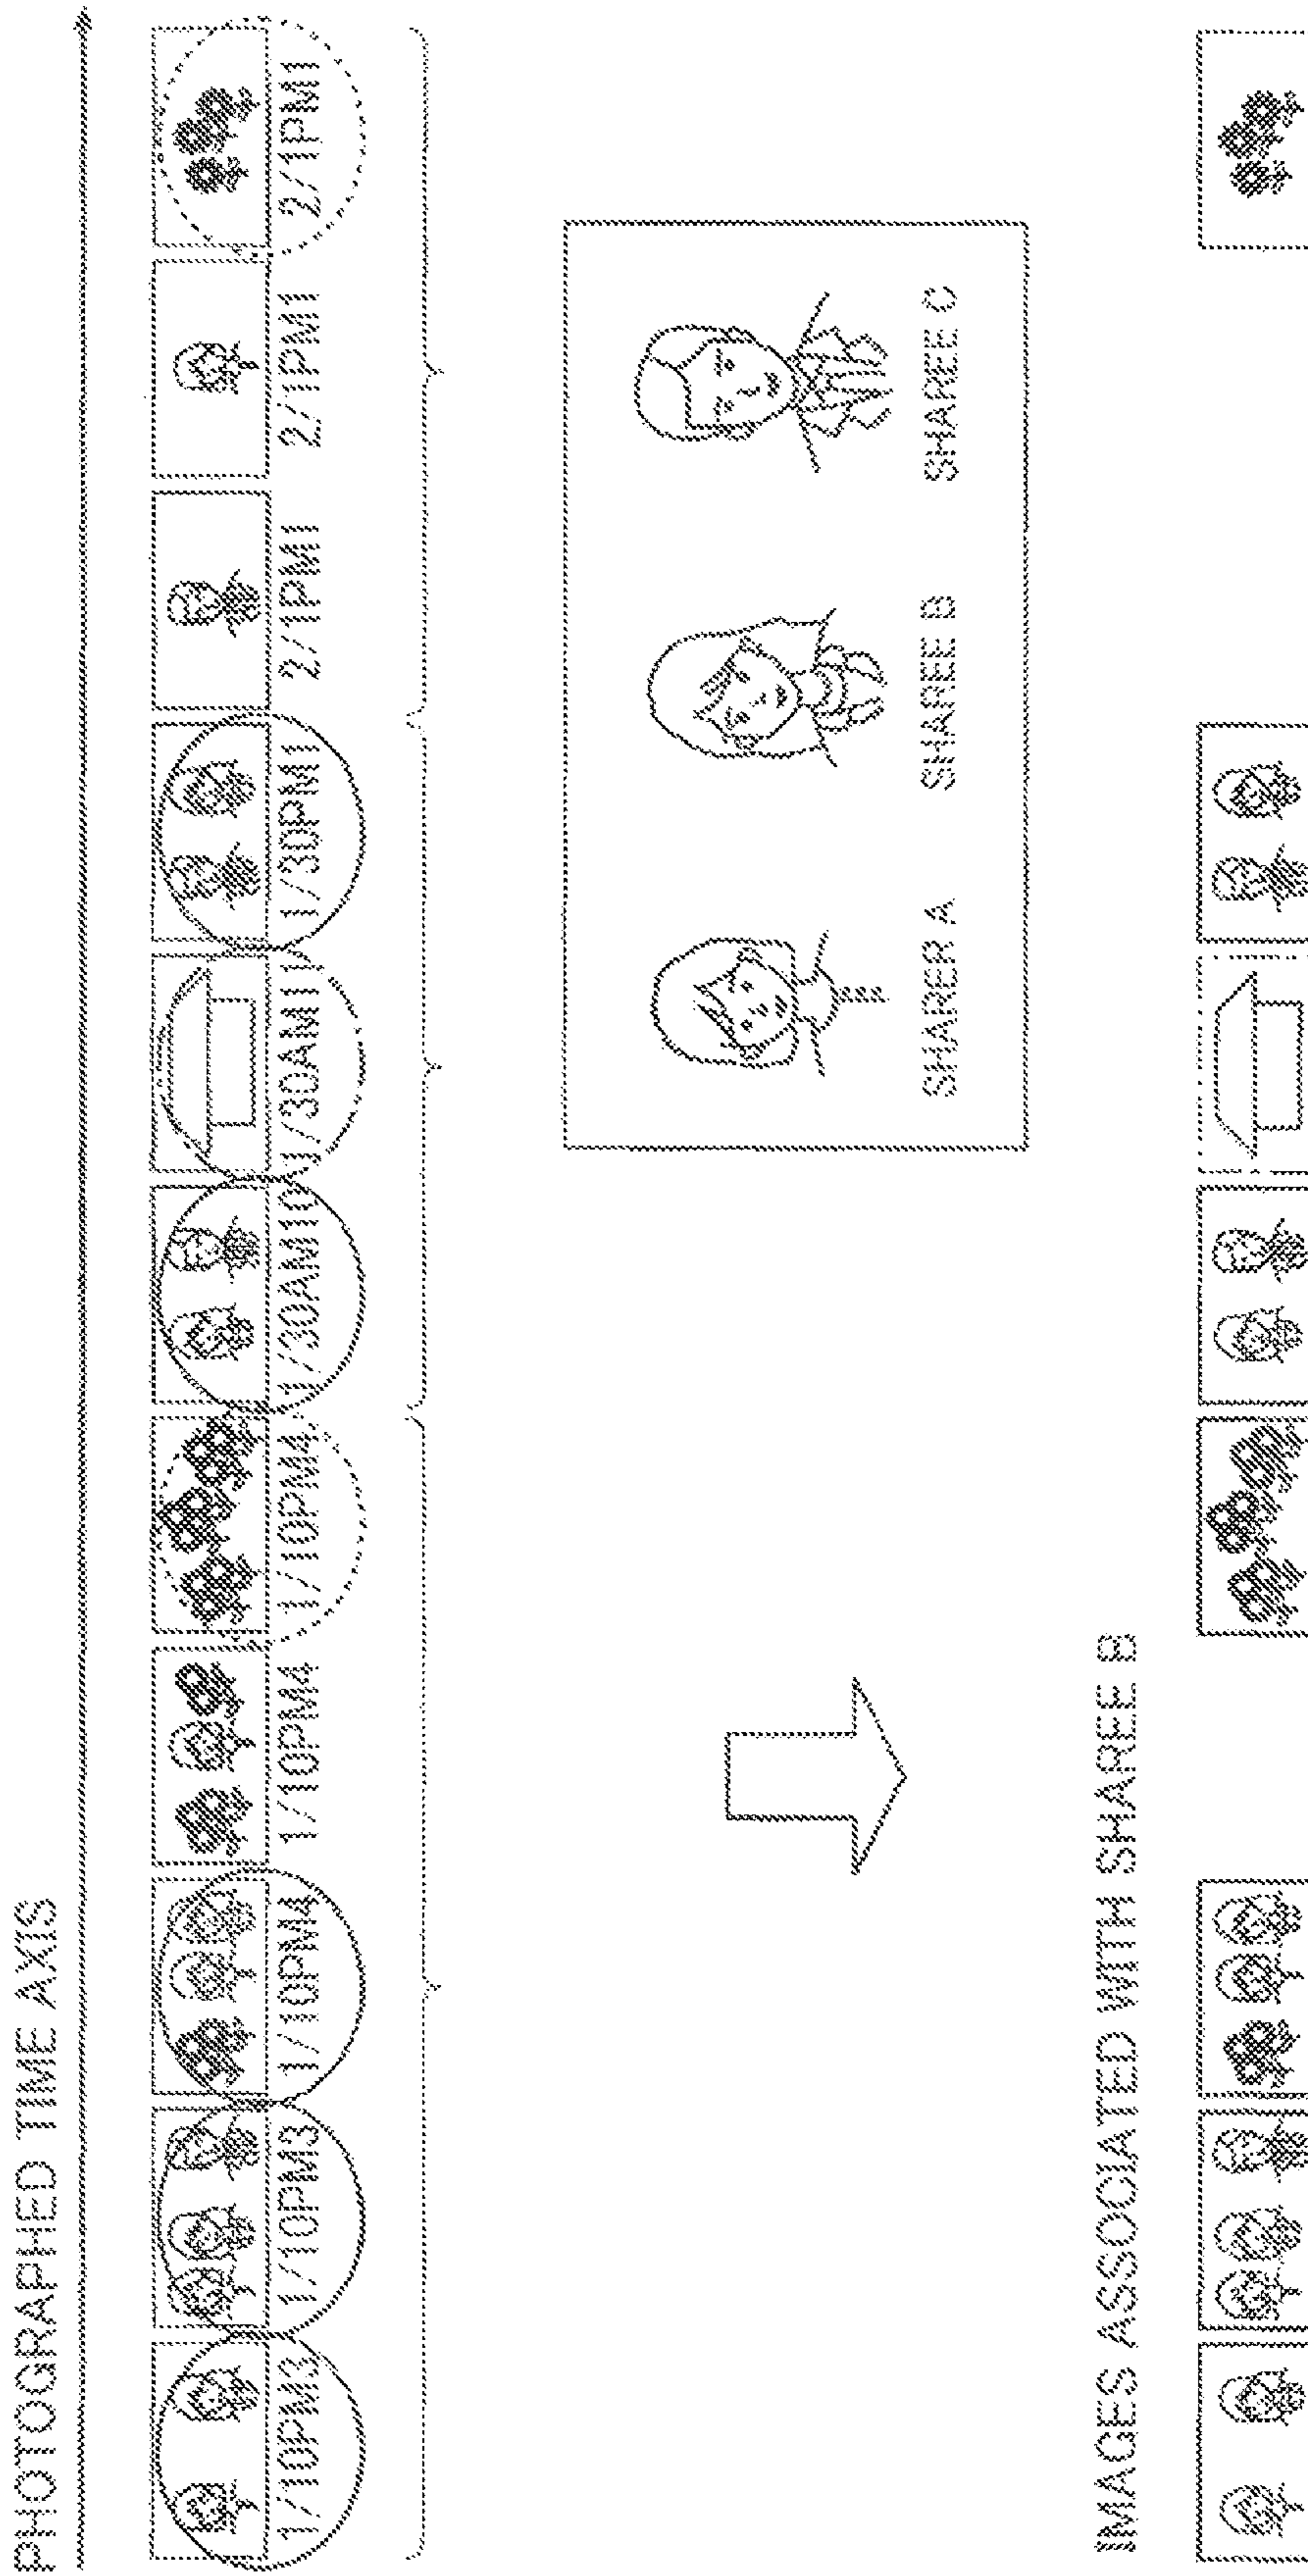 PHOTOGRAPHED TIME AXIS
1/10PM3 1/10PM3 1/10PM4 1/10PM4 1/10PM4 1/30AM10 1/30AM11 1/30PM1 2/1PM1 2/1PM1 2/1PM1
SHARER A SHAREE B SHAREE C
IMAGES ASSOCIATED WITH SHAREE B